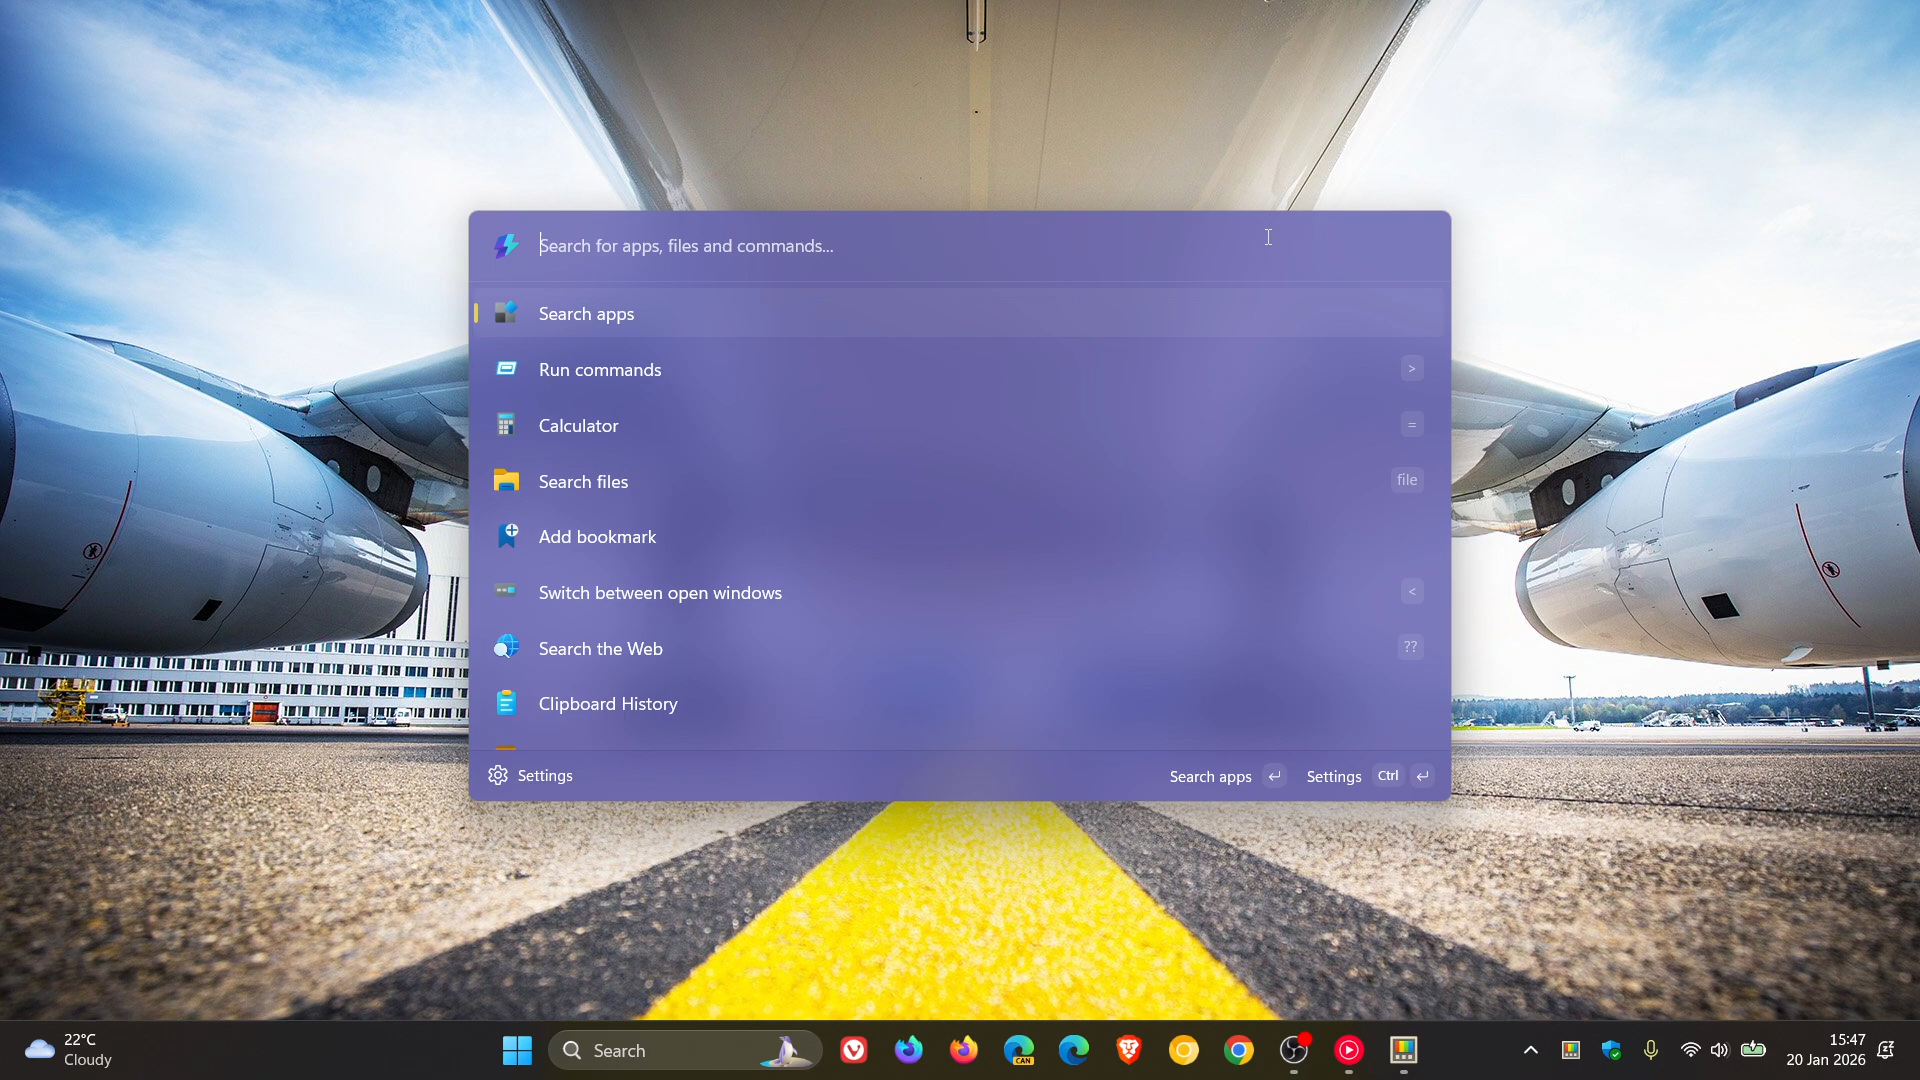 Search for apps, files and commands...
Search apps
Run commands >
Calculator =
Search files file
Add bookmark
Switch between open windows <
Search the Web ??
Clipboard History
Settings
Search apps
Settings Ctrl
22°C
Cloudy
Search
CAN
15:47
20 Jan 2026